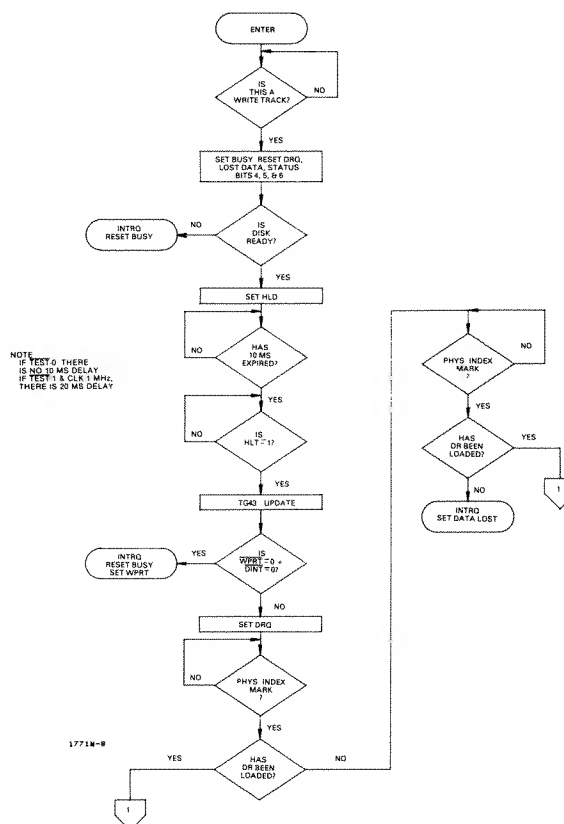 ENTER
IS
THIS A
WRITE TRACK?
NO
YES
SET BUSY RESET DRQ,
LOST DATA, STATUS
BITS 4, 5, & 6
IS
DISK
READY?
NO
INTRQ
RESET BUSY
YES
SET HLD
HAS
10 MS
EXPIRED?
NO
YES
NOTE
IF TEST 0 THERE
IS NO 10 MS DELAY
IF TEST 1 & CLK 1 MHz,
THERE IS 20 MS DELAY
IS
HLT = 1?
NO
YES
TG43 UPDATE
IS
WPRT = 0 +
DINT = 0?
YES
INTRQ
RESET BUSY
SET WPRT
NO
SET DRQ
PHYS INDEX
MARK
?
NO
YES
HAS
DR BEEN
LOADED?
YES
1
NO
PHYS INDEX
MARK
?
NO
YES
HAS
DR BEEN
LOADED?
YES
1
NO
INTRQ
SET DATA LOST
1771M-8